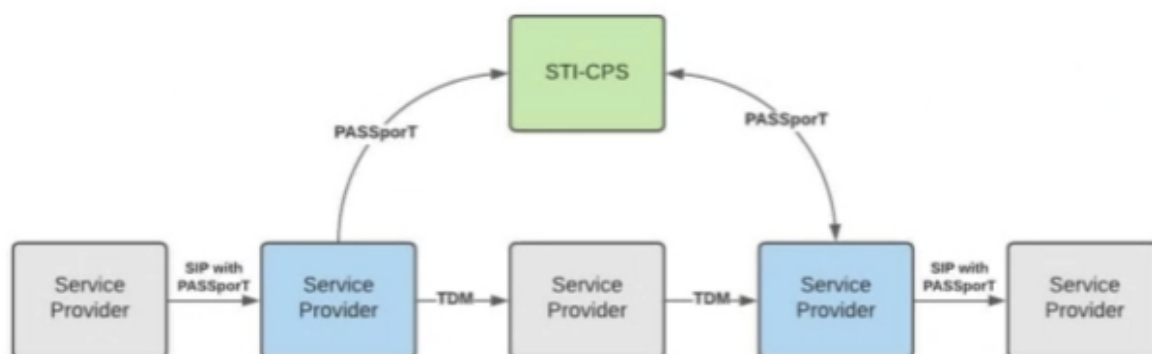 STI-CPS
PASSporT
PASSporT
Service
Provider
SIP with
PASSporT
Service
Provider
TDM
Service
Provider
TDM
Service
Provider
SIP with
PASSporT
Service
Provider